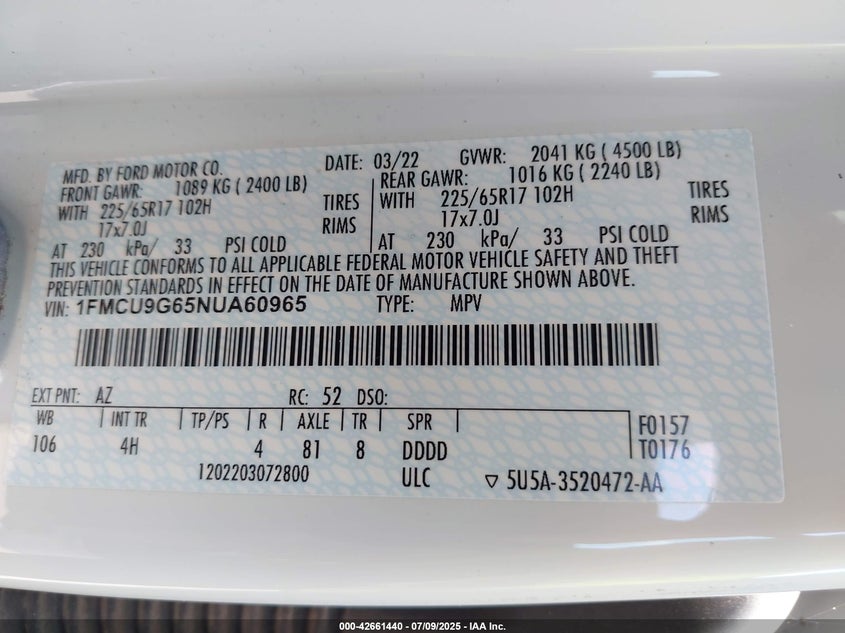 MFD. BY FORD MOTOR CO. DATE: 03/22 GVWR: 2041 KG ( 4500 LB)
FRONT GAWR: 1089 KG ( 2400 LB) REAR GAWR: 1016 KG ( 2240 LB)
WITH 225/65R17 102H TIRES WITH 225/65R17 102H TIRES
17x7.0J RIMS 17x7.0J RIMS
AT 230 kPa/ 33 PSI COLD AT 230 kPa/ 33 PSI COLD
THIS VEHICLE CONFORMS TO ALL APPLICABLE FEDERAL MOTOR VEHICLE SAFETY AND THEFT
PREVENTION STANDARDS IN EFFECT ON THE DATE OF MANUFACTURE SHOWN ABOVE.
VIN: 1FMCU9G65NUA60965 TYPE: MPV
EXT PNT: AZ RC: 52 DSO:
WB INT TR TP/PS R AXLE TR SPR F0157
106 4H 4 81 8 DDDD T0176
1202203072800 ULC ▽ 5U5A-3520472-AA
000-42661440 - 07/09/2025 - IAA Inc.